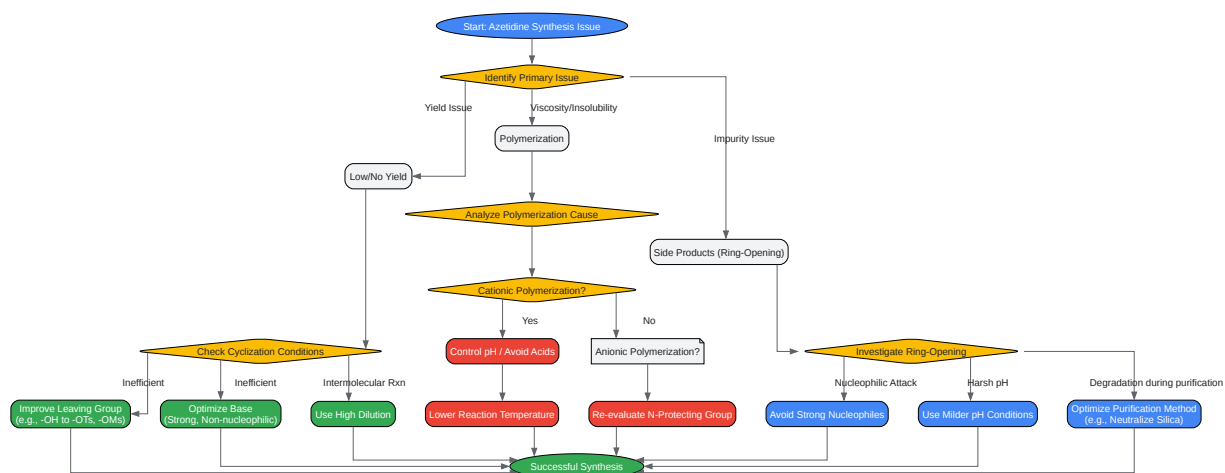 Start: Azetidine Synthesis Issue
Identify Primary Issue
Yield Issue
Viscosity/Insolubility
Polymerization
Impurity Issue
Low/No Yield
Analyze Polymerization Cause
Side Products (Ring-Opening)
Cationic Polymerization?
Yes
No
Check Cyclization Conditions
Control pH / Avoid Acids
Anionic Polymerization?
Investigate Ring-Opening
Inefficient
Inefficient
Intermolecular Rxn
Nucleophilic Attack
Harsh pH
Degradation during purification
Improve Leaving Group
(e.g., -OH to -OTs, -OMs)
Optimize Base
(Strong, Non-nucleophilic)
Use High Dilution
Lower Reaction Temperature
Re-evaluate N-Protecting Group
Avoid Strong Nucleophiles
Use Milder pH Conditions
Optimize Purification Method
(e.g., Neutralize Silica)
Successful Synthesis